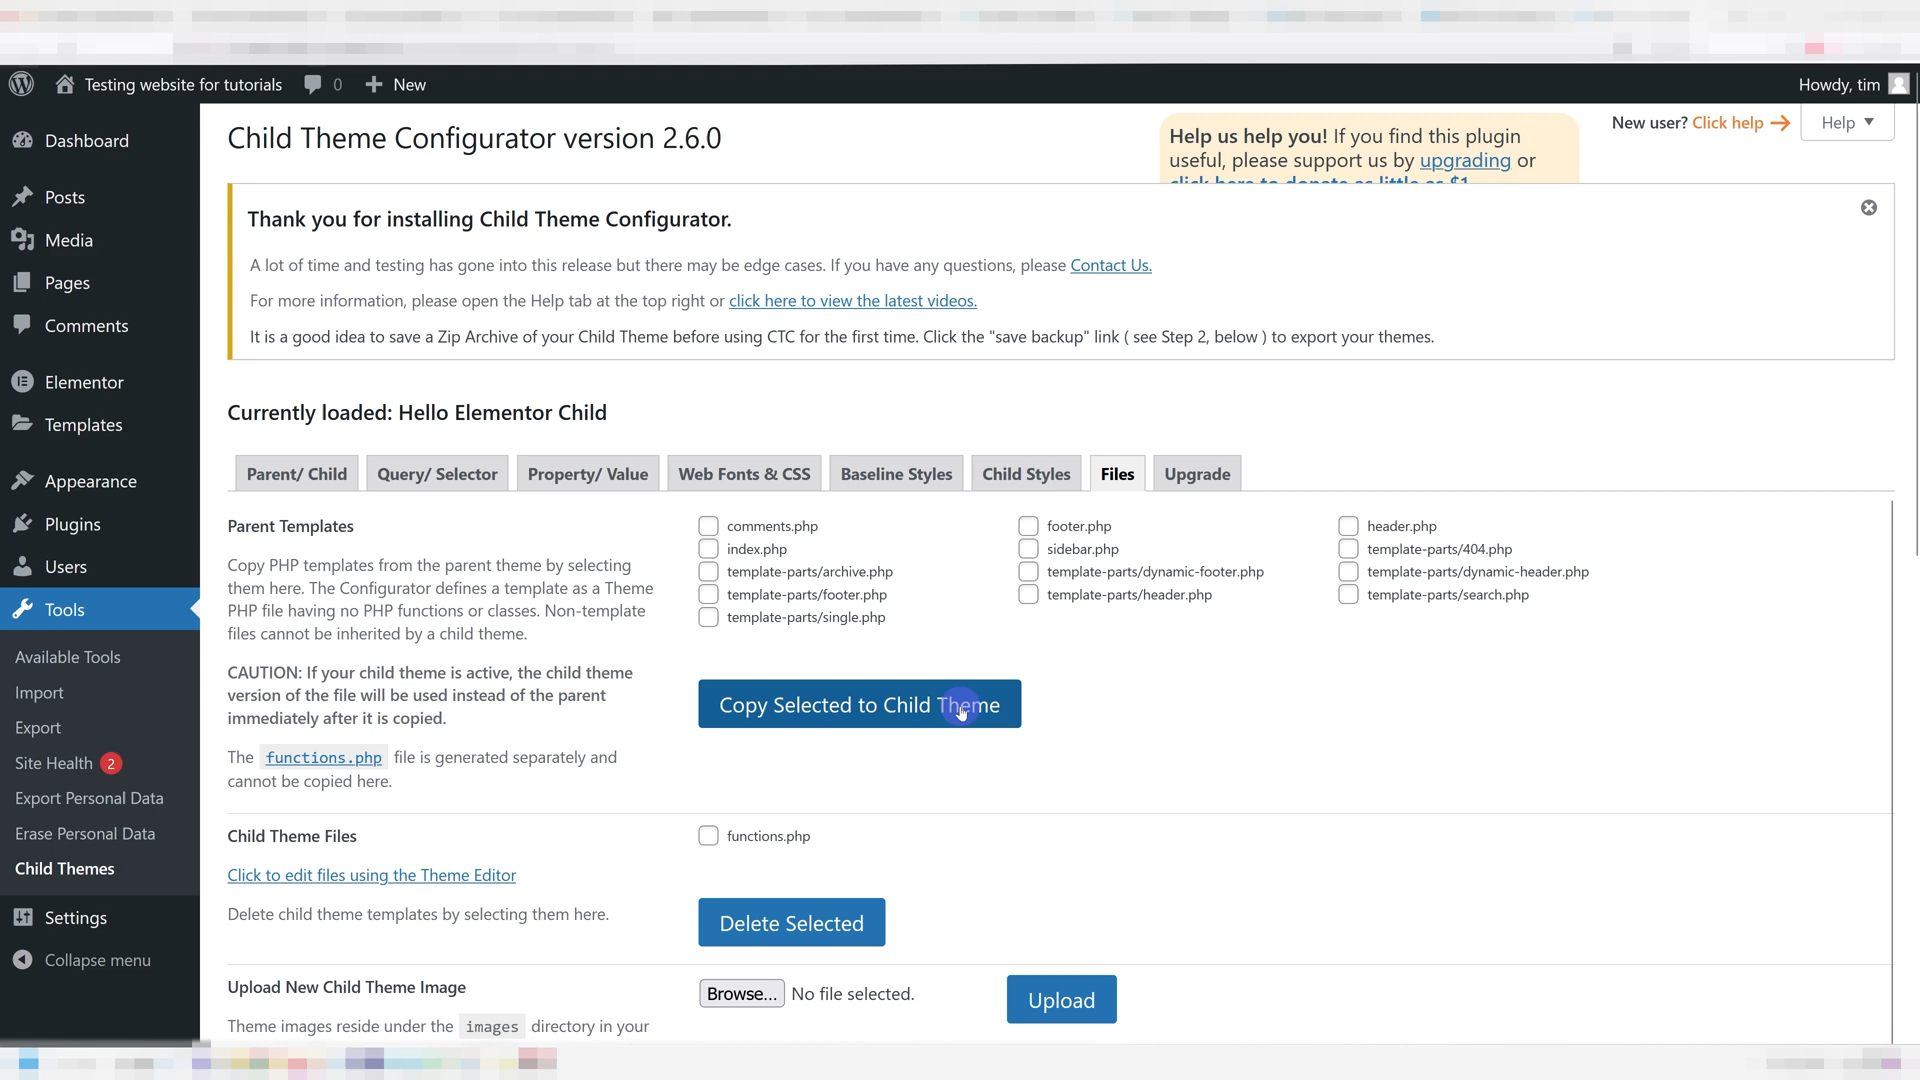 Testing website for tutorials 0 New Howdy, tim
Dashboard
Posts
Media
Pages
Comments
Elementor
Templates
Appearance
Plugins
Users
Tools
Available Tools
Import
Export
Site Health 2
Export Personal Data
Erase Personal Data
Child Themes
Settings
Collapse menu
Child Theme Configurator version 2.6.0
Help us help you! If you find this plugin
useful, please support us by upgrading or
click here to donate as little as $1
New user? Click help
Help
Thank you for installing Child Theme Configurator.
A lot of time and testing has gone into this release but there may be edge cases. If you have any questions, please Contact Us.
For more information, please open the Help tab at the top right or click here to view the latest videos.
It is a good idea to save a Zip Archive of your Child Theme before using CTC for the first time. Click the "save backup" link ( see Step 2, below ) to export your themes.
Currently loaded: Hello Elementor Child
Parent/ Child Query/ Selector Property/ Value Web Fonts & CSS Baseline Styles Child Styles Files Upgrade
Parent Templates
Copy PHP templates from the parent theme by selecting
them here. The Configurator defines a template as a Theme
PHP file having no PHP functions or classes. Non-template
files cannot be inherited by a child theme.
CAUTION: If your child theme is active, the child theme
version of the file will be used instead of the parent
immediately after it is copied.
The functions.php file is generated separately and
cannot be copied here.
comments.php footer.php header.php
index.php sidebar.php template-parts/404.php
template-parts/archive.php template-parts/dynamic-footer.php template-parts/dynamic-header.php
template-parts/footer.php template-parts/header.php template-parts/search.php
template-parts/single.php
Copy Selected to Child Theme
Child Theme Files
functions.php
Click to edit files using the Theme Editor
Delete child theme templates by selecting them here.
Delete Selected
Upload New Child Theme Image
Browse... No file selected.
Upload
Theme images reside under the images directory in your